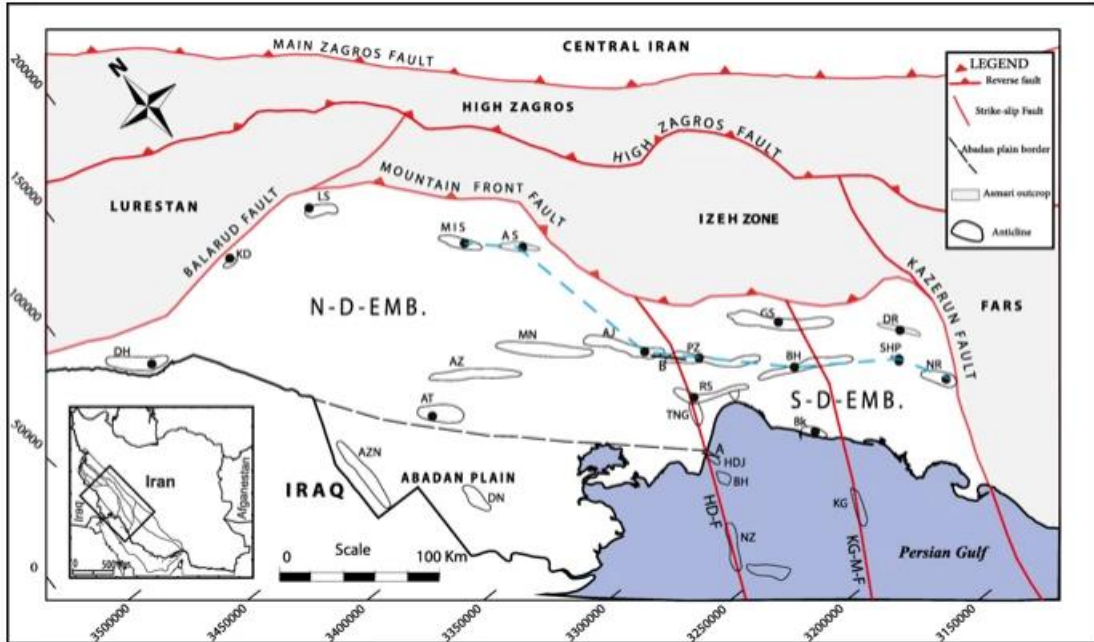 CENTRAL IRAN
MAIN ZAGROS FAULT
HIGH ZAGROS
HIGH ZAGROS FAULT
MOUNTAIN FRONT FAULT
LURESTAN
BALARUD FAULT
IZEH ZONE
KAZERUN FAULT
FARS
N
LEGEND
Reverse fault
Strike-slip Fault
Abadan plain border
Asmari outcrop
Anticline
200000
150000
100000
50000
0
LS
MIS
AS
KD
N-D-EMB.
GS
DR
DH
MN
AJ
B
PZ
BH
SHP
NR
AZ
RS
S-D-EMB.
AT
TNG
Bk
AZN
A
HDJ
BH
IRAQ
ABADAN PLAIN
DN
HD-F
KG
NZ
KG-M-F
Persian Gulf
Iran
Iraq
Afganestan
0
0 Scale 100 Km
3500000
3450000
3400000
3350000
3300000
3250000
3200000
3150000